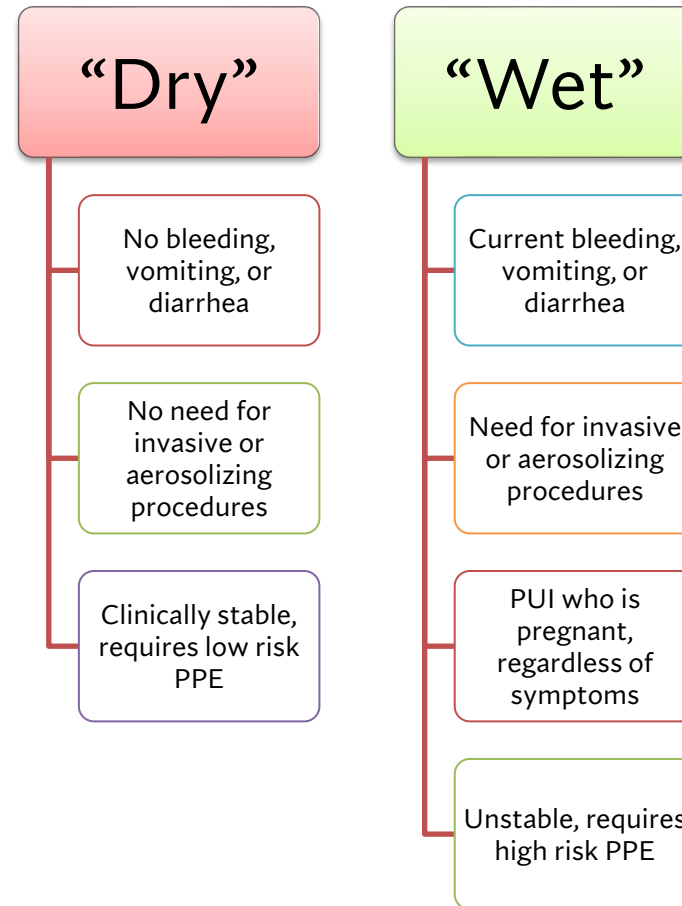 “Dry”
No bleeding,
vomiting, or
diarrhea
No need for
invasive or
aerosolizing
procedures
Clinically stable,
requires low risk
PPE
“Wet”
Current bleeding,
vomiting, or
diarrhea
Need for invasive
or aerosolizing
procedures
PUI who is
pregnant,
regardless of
symptoms
Unstable, requires
high risk PPE